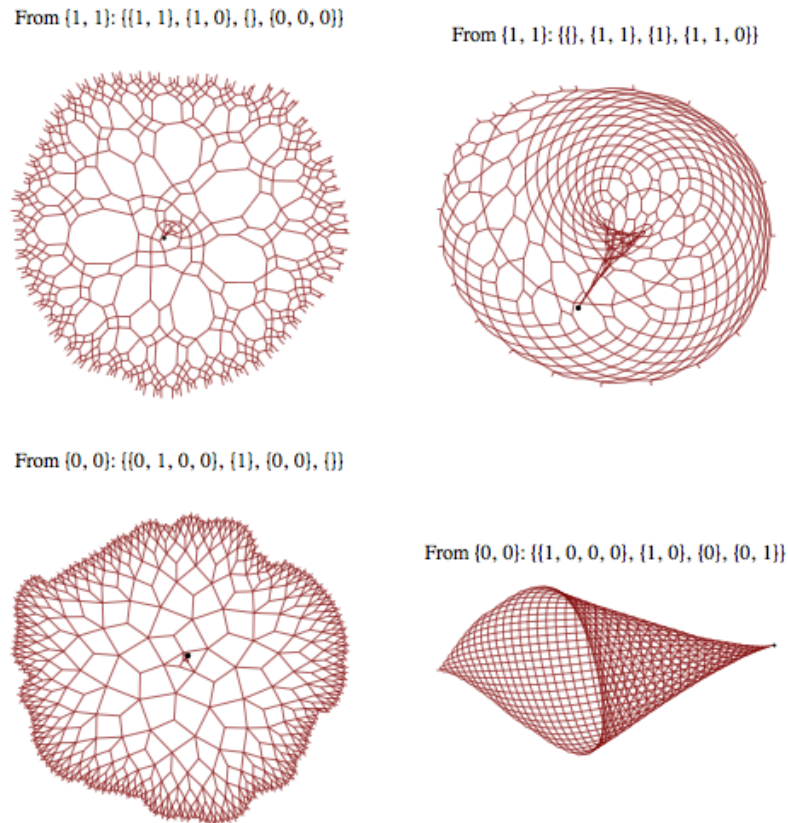 From {1, 1}: {{1, 1}, {1, 0}, {}, {0, 0, 0}}
From {1, 1}: {{}, {1, 1}, {1}, {1, 1, 0}}
From {0, 0}: {{0, 1, 0, 0}, {1}, {0, 0}, {}}
From {0, 0}: {{1, 0, 0, 0}, {1, 0}, {0}, {0, 1}}